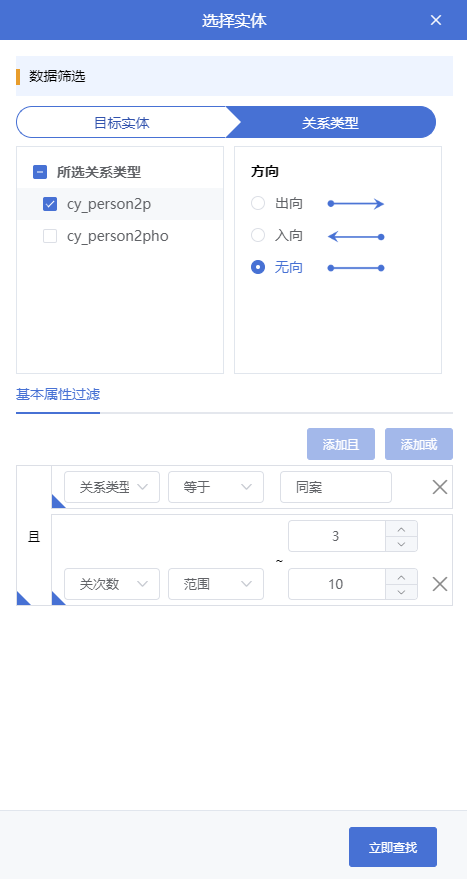 选择实体
数据筛选
目标实体
关系类型
所选关系类型
cy_person2p
cy_person2pho
方向
出向
入向
无向
基本属性过滤
添加且
添加或
且
关系类型
等于
同案
3
~
关次数
范围
10
立即查找